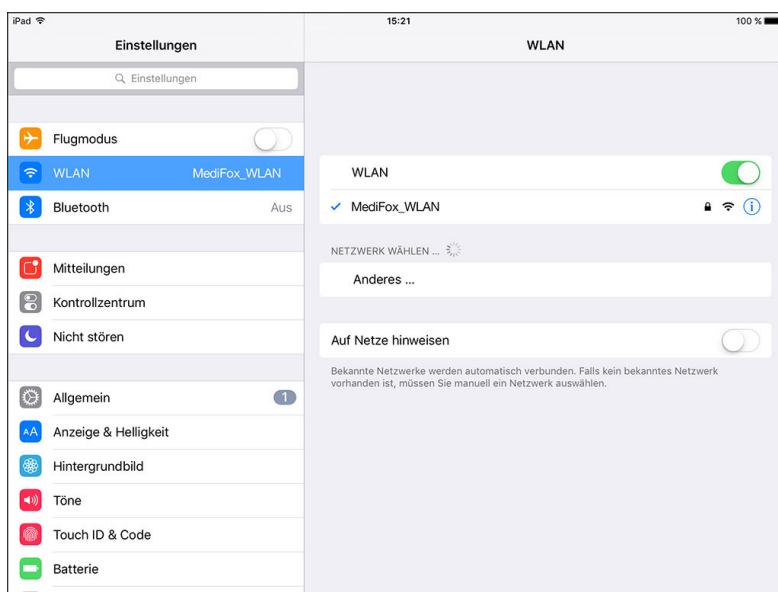 iPad 15:21 100 %
Einstellungen
WLAN
Einstellungen
Flugmodus
WLAN MediFox_WLAN
Bluetooth Aus
Mitteilungen
Kontrollzentrum
Nicht stören
Allgemein 1
AA Anzeige & Helligkeit
Hintergrundbild
Töne
Touch ID & Code
Batterie
WLAN
MediFox_WLAN
NETZWERK WÄHLEN ...
Anderes ...
Auf Netze hinweisen
Bekannte Netzwerke werden automatisch verbunden. Falls kein bekanntes Netzwerk
vorhanden ist, müssen Sie manuell ein Netzwerk auswählen.